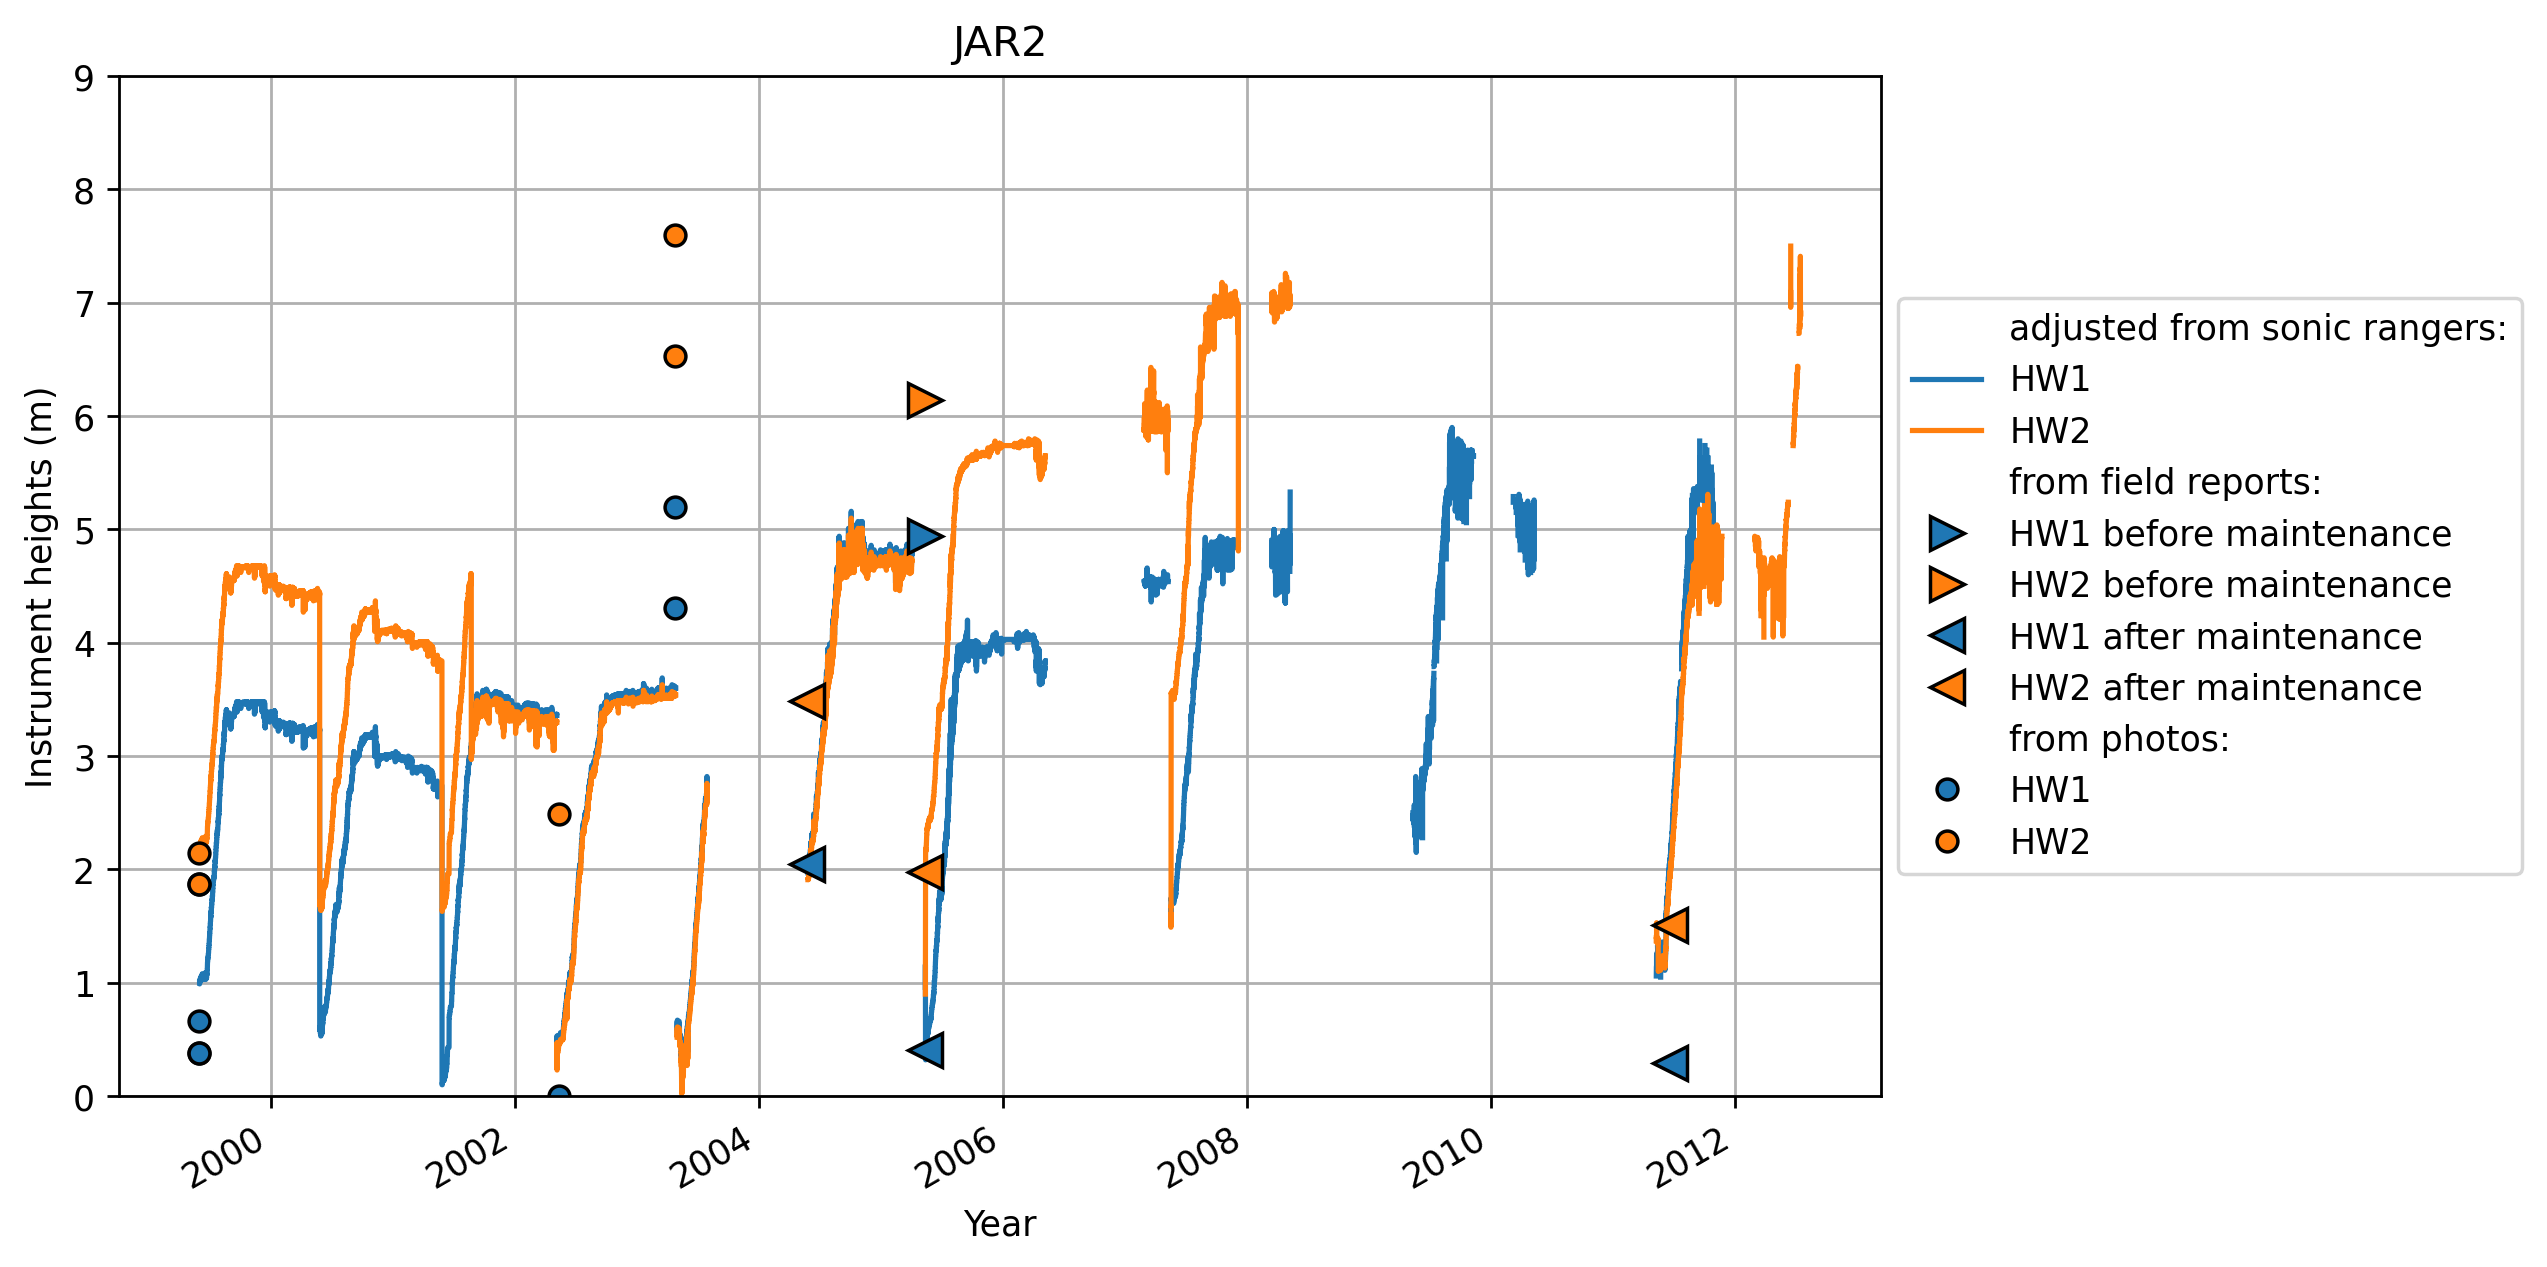 JAR2
Instrument heights (m)
9
8
7
6
5
4
3
2
1
0
2000
2002
2004
2006
2008
2010
2012
Year
adjusted from sonic rangers:
HW1
HW2
from field reports:
HW1 before maintenance
HW2 before maintenance
HW1 after maintenance
HW2 after maintenance
from photos:
HW1
HW2